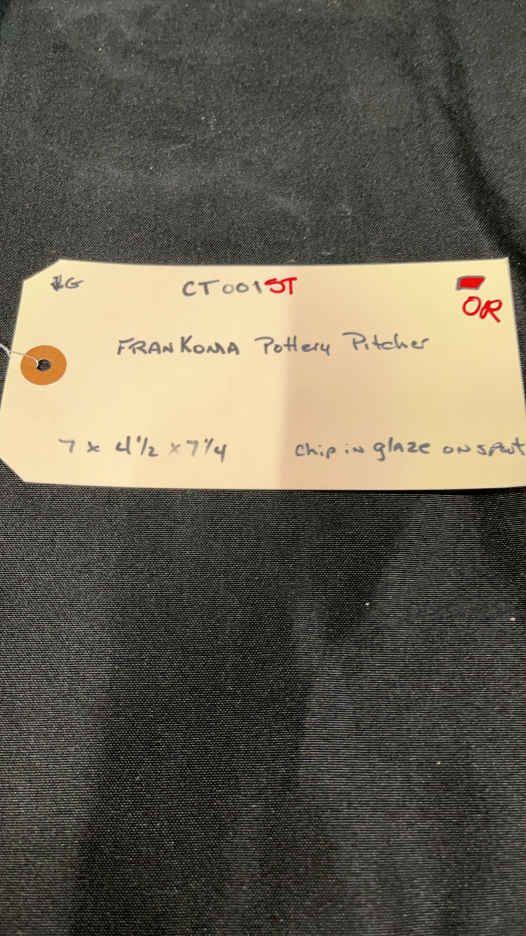 CT001ST
OR
FRANKOMA Pottery Pitcher
7 x 4 1/2 x 7 1/4 Chip in glaze on spout